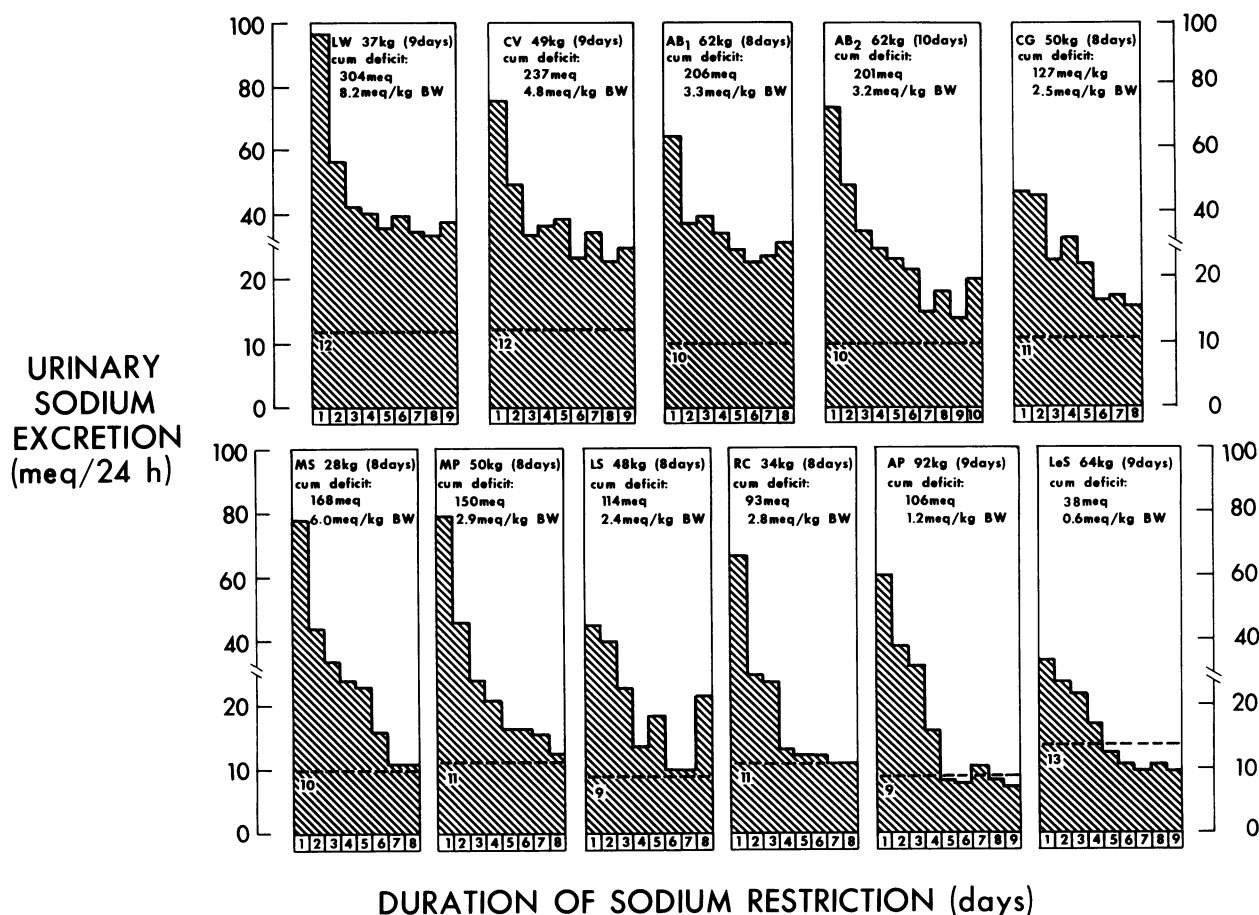 100
80
60
40
20
10
0
LW 37kg (9days)
cum deficit:
304meq
8.2meq/kg BW
12
1 2 3 4 5 6 7 8 9
CV 49kg (9days)
cum deficit:
237meq
4.8meq/kg BW
12
1 2 3 4 5 6 7 8 9
AB1 62kg (8days)
cum deficit:
206meq
3.3meq/kg BW
10
1 2 3 4 5 6 7 8
AB2 62kg (10days)
cum deficit:
201meq
3.2meq/kg BW
10
1 2 3 4 5 6 7 8 9 10
CG 50kg (8days)
cum deficit:
127meq/kg
2.5meq/kg BW
11
1 2 3 4 5 6 7 8
100
80
60
40
20
10
0
URINARY
SODIUM
EXCRETION
(meq/24 h)
100
80
60
40
20
10
0
MS 28kg (8days)
cum deficit:
168meq
6.0meq/kg BW
10
1 2 3 4 5 6 7 8
MP 50kg (8days)
cum deficit:
150meq
2.9meq/kg BW
11
1 2 3 4 5 6 7 8
LS 48kg (8days)
cum deficit:
114meq
2.4meq/kg BW
9
1 2 3 4 5 6 7 8
RC 34kg (8days)
cum deficit:
93meq
2.8meq/kg BW
11
1 2 3 4 5 6 7 8
AP 92kg (9days)
cum deficit:
106meq
1.2meq/kg BW
9
1 2 3 4 5 6 7 8 9
LeS 64kg (9days)
cum deficit:
38meq
0.6meq/kg BW
13
1 2 3 4 5 6 7 8 9
100
80
60
40
20
10
0
DURATION OF SODIUM RESTRICTION (days)